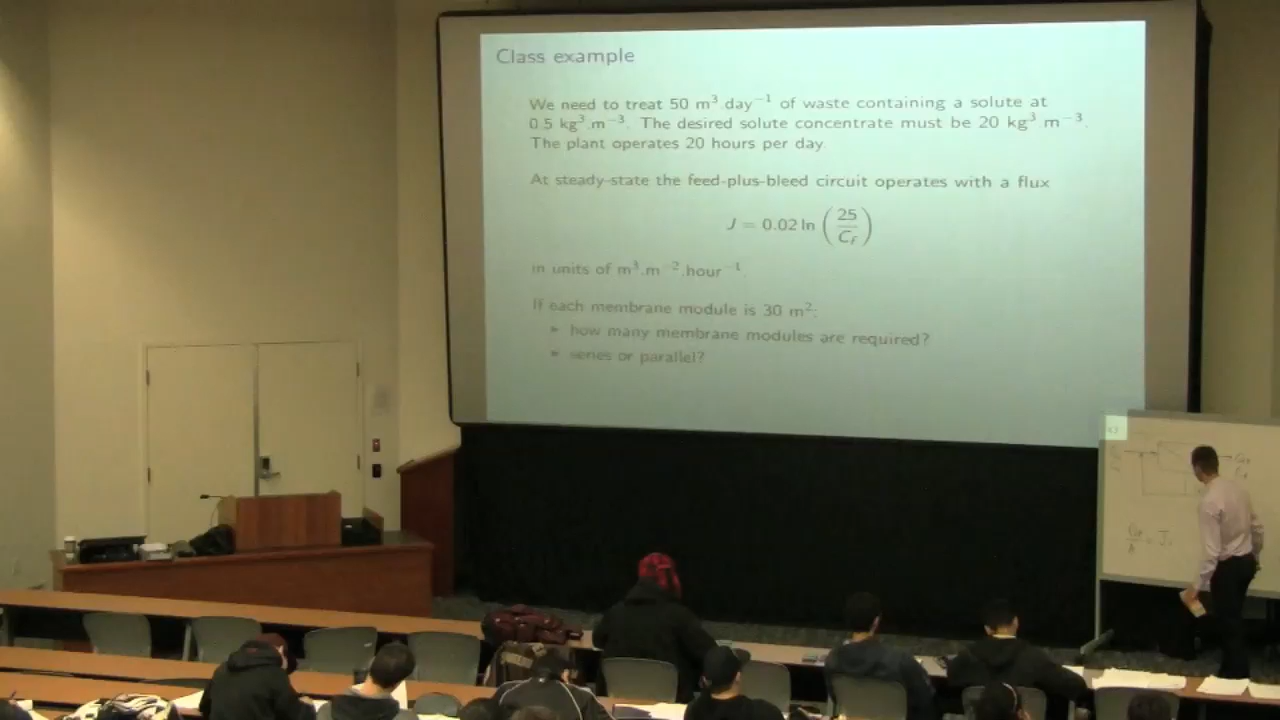 Class example
We need to treat 50 m³ day⁻¹ of waste containing a solute at
0.5 kg³.m⁻³. The desired solute concentrate must be 20 kg³ m⁻³.
The plant operates 20 hours per day.
At steady-state the feed-plus-bleed circuit operates with a flux
J = 0.02 ln (25/C_F)
in units of m³.m⁻².hour⁻¹.
If each membrane module is 30 m²:
► how many membrane modules are required?
► series or parallel?